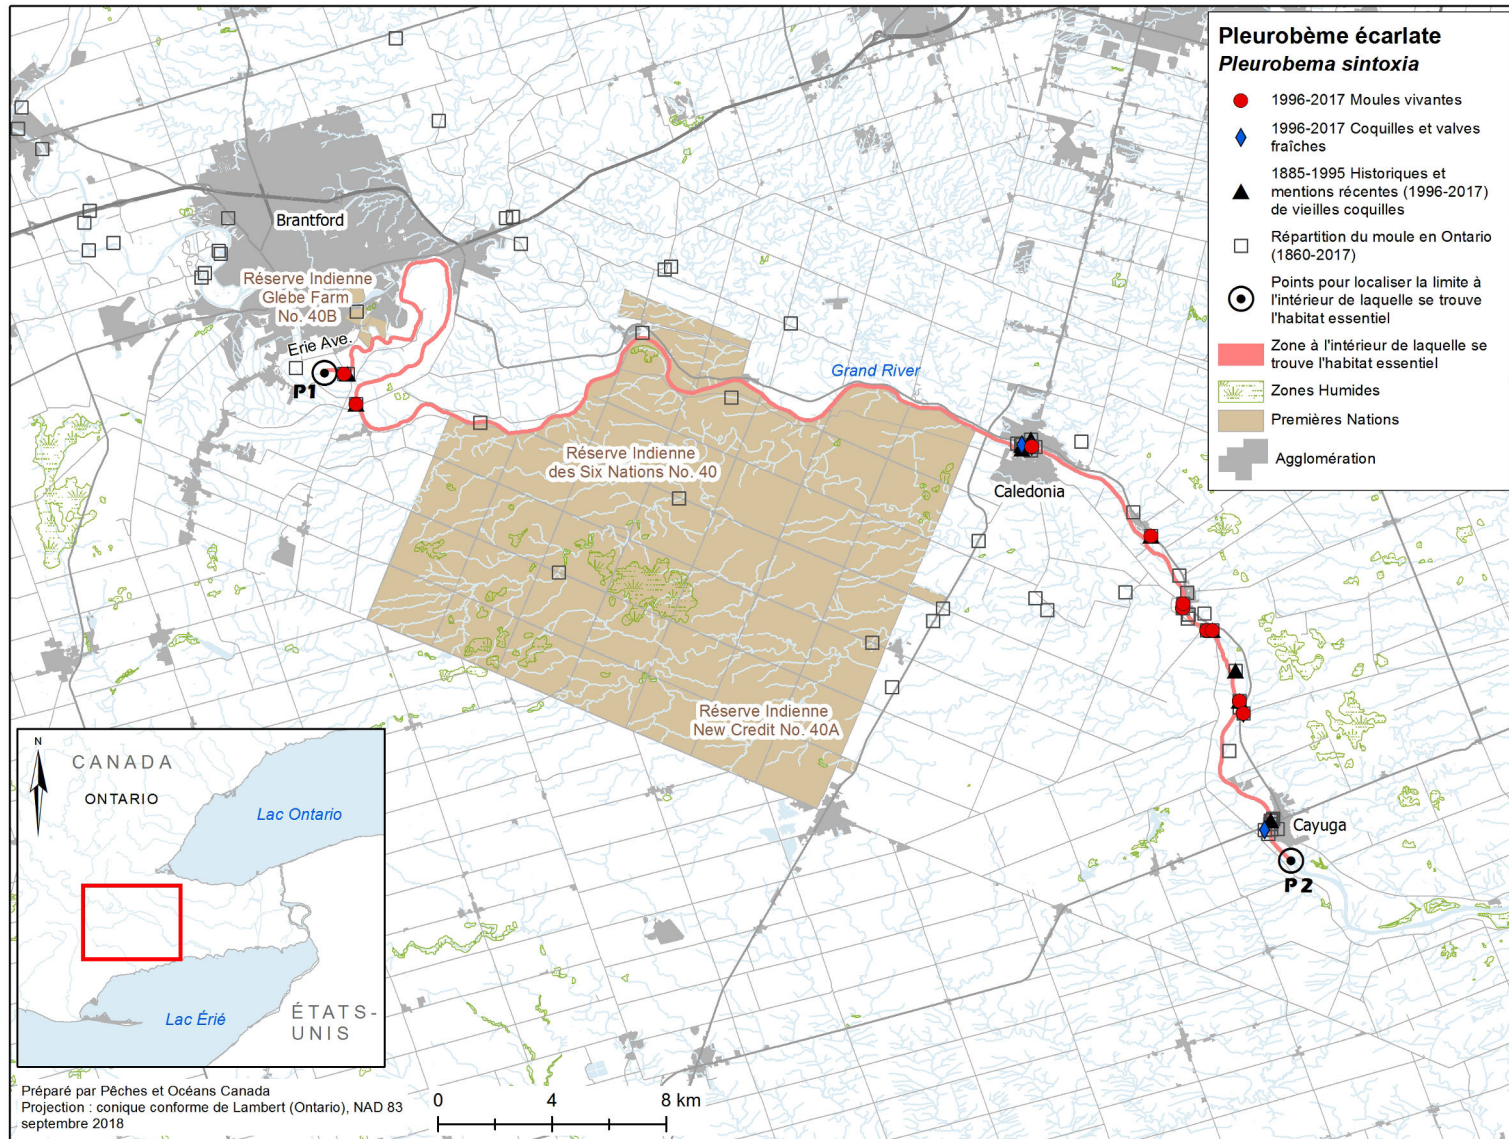 Pleurobème écarlate
Pleurobema sintoxia
1996-2017 Moules vivantes
1996-2017 Coquilles et valves
fraîches
1885-1995 Historiques et
mentions récentes (1996-2017)
de vieilles coquilles
Répartition du moule en Ontario
(1860-2017)
Points pour localiser la limite à
l'intérieur de laquelle se trouve
l'habitat essentiel
Zone à l'intérieur de laquelle se
trouve l'habitat essentiel
Zones Humides
Premières Nations
Agglomération
Brantford
Réserve Indienne
Glebe Farm
No. 40B
Erie Ave.
P1
Grand River
Réserve Indienne
des Six Nations No. 40
Caledonia
Réserve Indienne
New Credit No. 40A
Cayuga
P2
N
CANADA
ONTARIO
Lac Ontario
Lac Érié
ÉTATS-
UNIS
Préparé par Pêches et Océans Canada
Projection : conique conforme de Lambert (Ontario), NAD 83
septembre 2018
0 4 8 km